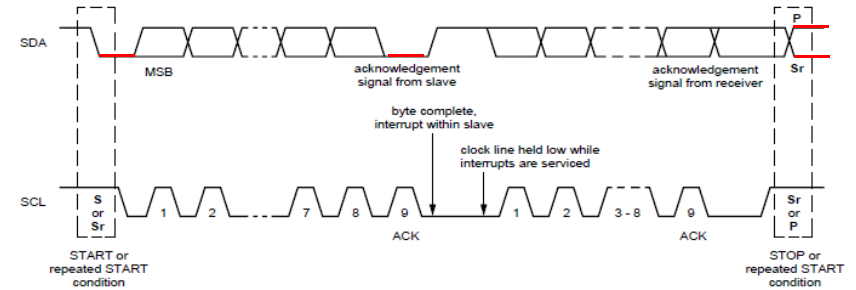 P
SDA
MSB
acknowledgement
signal from slave
acknowledgement
signal from receiver
Sr
byte complete,
interrupt within slave
clock line held low while
interrupts are serviced
SCL
S
or
Sr
1
2
7
8
9
1
2
3 - 8
9
Sr
or
P
ACK
ACK
START or
repeated START
condition
STOP or
repeated START
condition